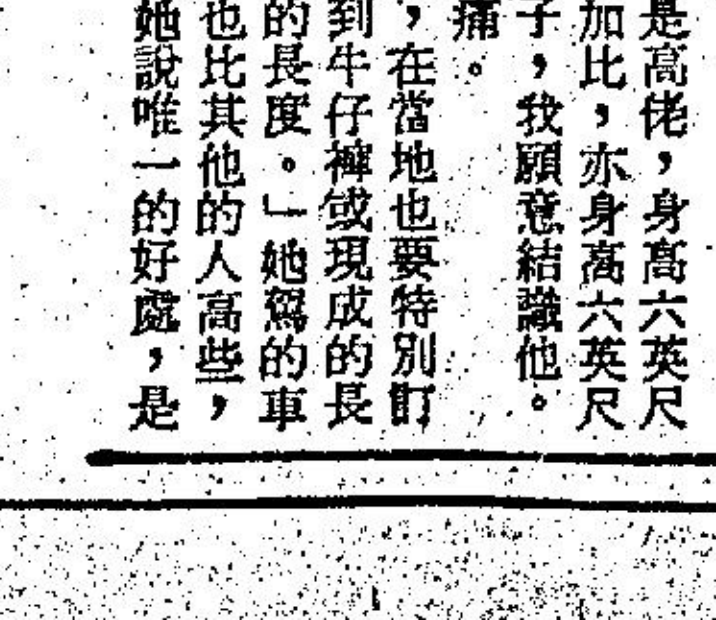 是高佬，身高六英尺
加比，亦身高六英尺
子，我願意結識他。
痛。
，在當地也要特別訂
到牛仔褲或現成的長
的長度。」她駕的車
也比其他的人高些，
她說唯一的好處，是